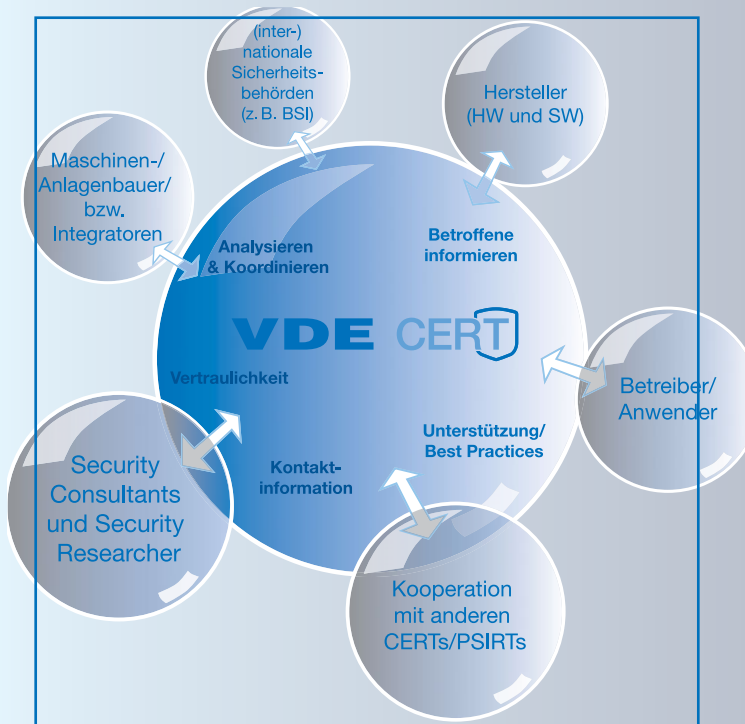 (inter-)
nationale
Sicherheits-
behörden
(z. B. BSI)
Hersteller
(HW und SW)
Maschinen-/
Anlagenbauer/
bzw.
Integratoren
Analysieren
& Koordinieren
Betroffene
informieren
VDE CERT
Vertraulichkeit
Betreiber/
Anwender
Unterstützung/
Best Practices
Kontakt-
information
Security
Consultants
und Security
Researcher
Kooperation
mit anderen
CERTs/PSIRTs